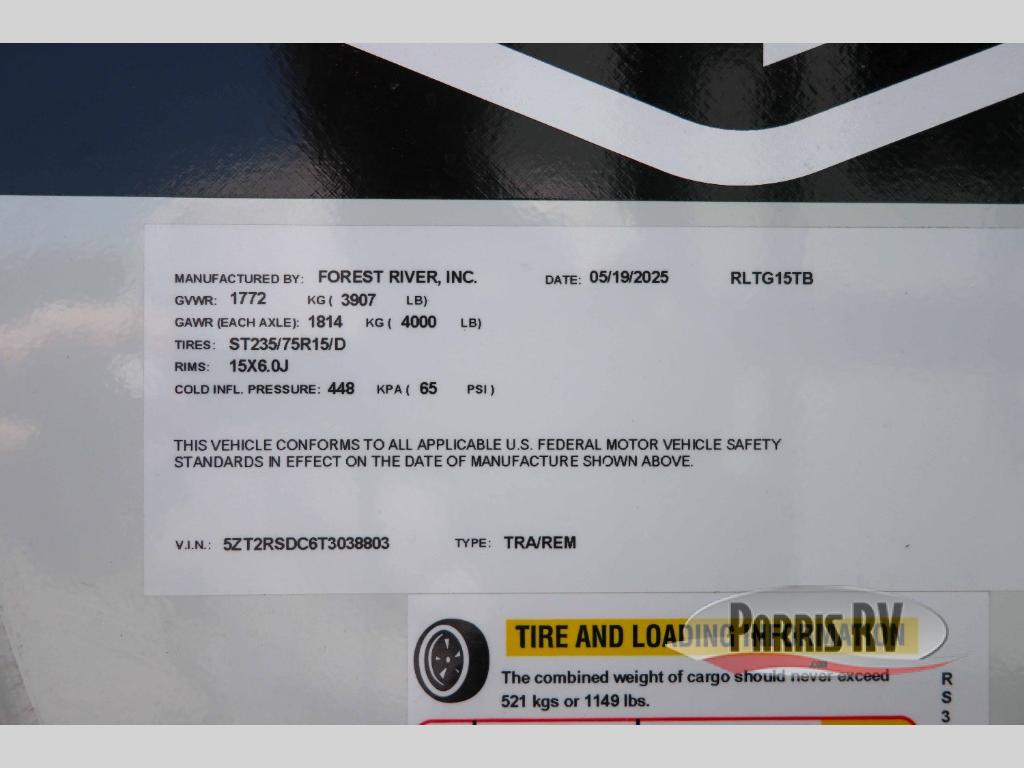 MANUFACTURED BY: FOREST RIVER, INC. DATE: 05/19/2025 RLTG15TB
GVWR: 1772 KG ( 3907 LB)
GAWR (EACH AXLE): 1814 KG ( 4000 LB)
TIRES: ST235/75R15/D
RIMS: 15X6.0J
COLD INFL. PRESSURE: 448 KPA ( 65 PSI )
THIS VEHICLE CONFORMS TO ALL APPLICABLE U.S. FEDERAL MOTOR VEHICLE SAFETY
STANDARDS IN EFFECT ON THE DATE OF MANUFACTURE SHOWN ABOVE.
V.I.N.: 5ZT2RSDC6T3038803 TYPE: TRA/REM
TIRE AND LOADING INFORMATION
PARRIS RV
.com
The combined weight of cargo should never exceed
521 kgs or 1149 lbs.
R
S
3